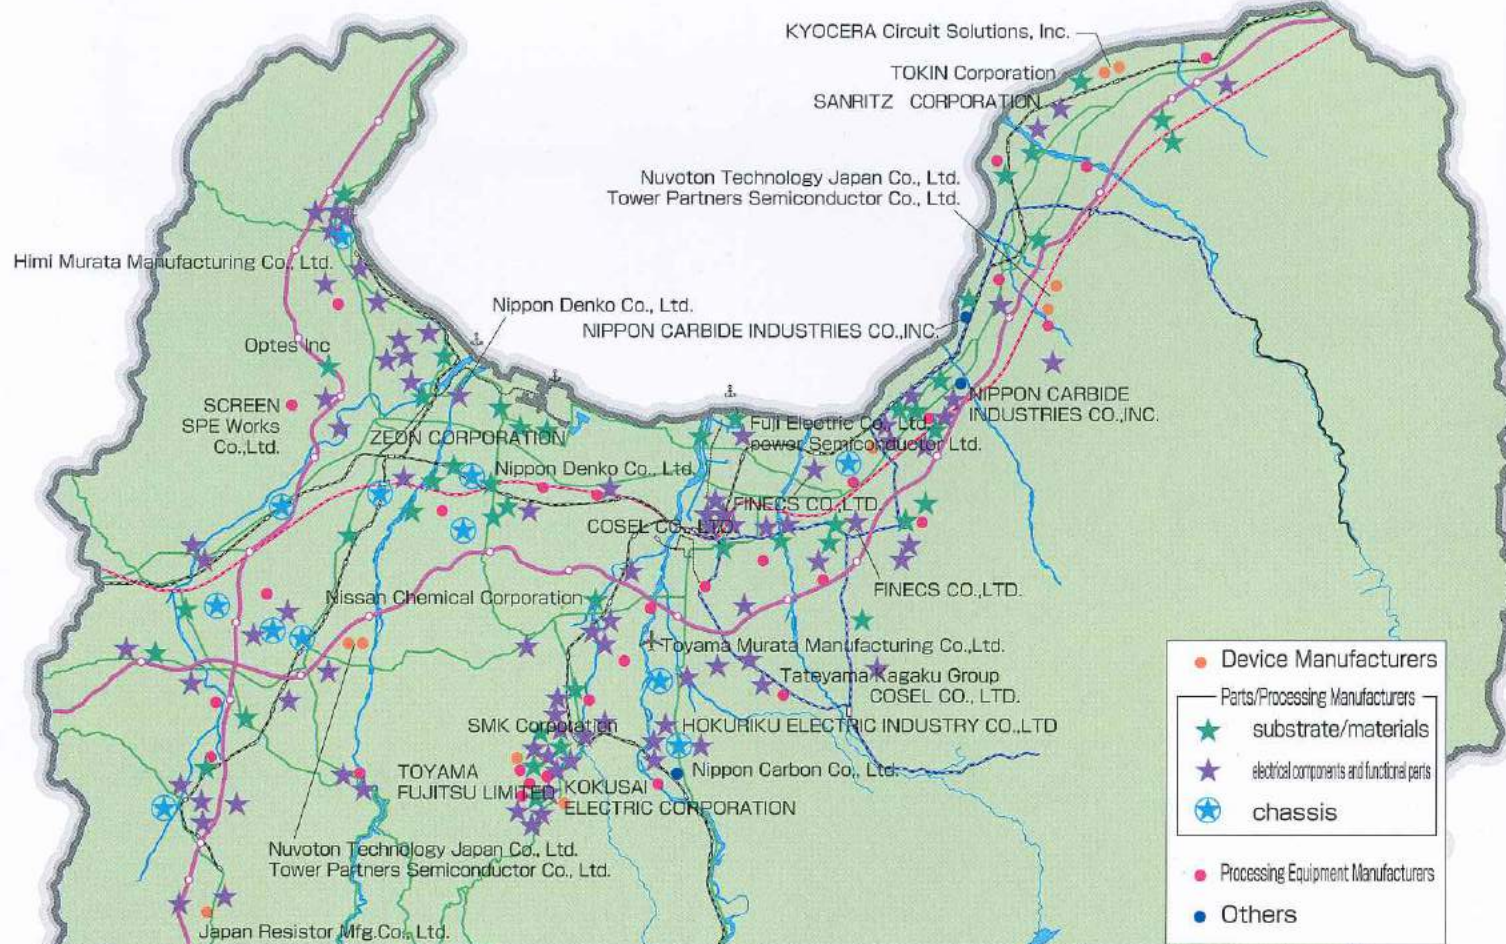 KYOCERA Circuit Solutions, Inc.
TOKIN Corporation
SANRITZ CORPORATION
Nuvoton Technology Japan Co., Ltd.
Tower Partners Semiconductor Co., Ltd.
Himi Murata Manufacturing Co., Ltd.
Nippon Denko Co., Ltd.
NIPPON CARBIDE INDUSTRIES CO.,INC.
Optes Inc
SCREEN
SPE Works
Co.,Ltd.
NIPPON CARBIDE
INDUSTRIES CO.,INC.
ZEON CORPORATION
Fuji Electric Co., Ltd.
power Semiconductor Ltd.
Nippon Denko Co., Ltd.
FINECS CO.,LTD.
COSEL CO., LTD.
FINECS CO.,LTD.
Nissan Chemical Corporation
Toyama Murata Manufacturing Co.,Ltd.
Tateyama Kagaku Group
COSEL CO., LTD.
SMK Corporation
HOKURIKU ELECTRIC INDUSTRY CO.,LTD
TOYAMA
FUJITSU LIMITED
KOKUSAI
ELECTRIC CORPORATION
Nippon Carbon Co., Ltd.
Nuvoton Technology Japan Co., Ltd.
Tower Partners Semiconductor Co., Ltd.
Japan Resistor Mfg.Co., Ltd.
Device Manufacturers
Parts/Processing Manufacturers
substrate/materials
electrical components and functional parts
chassis
Processing Equipment Manufacturers
Others